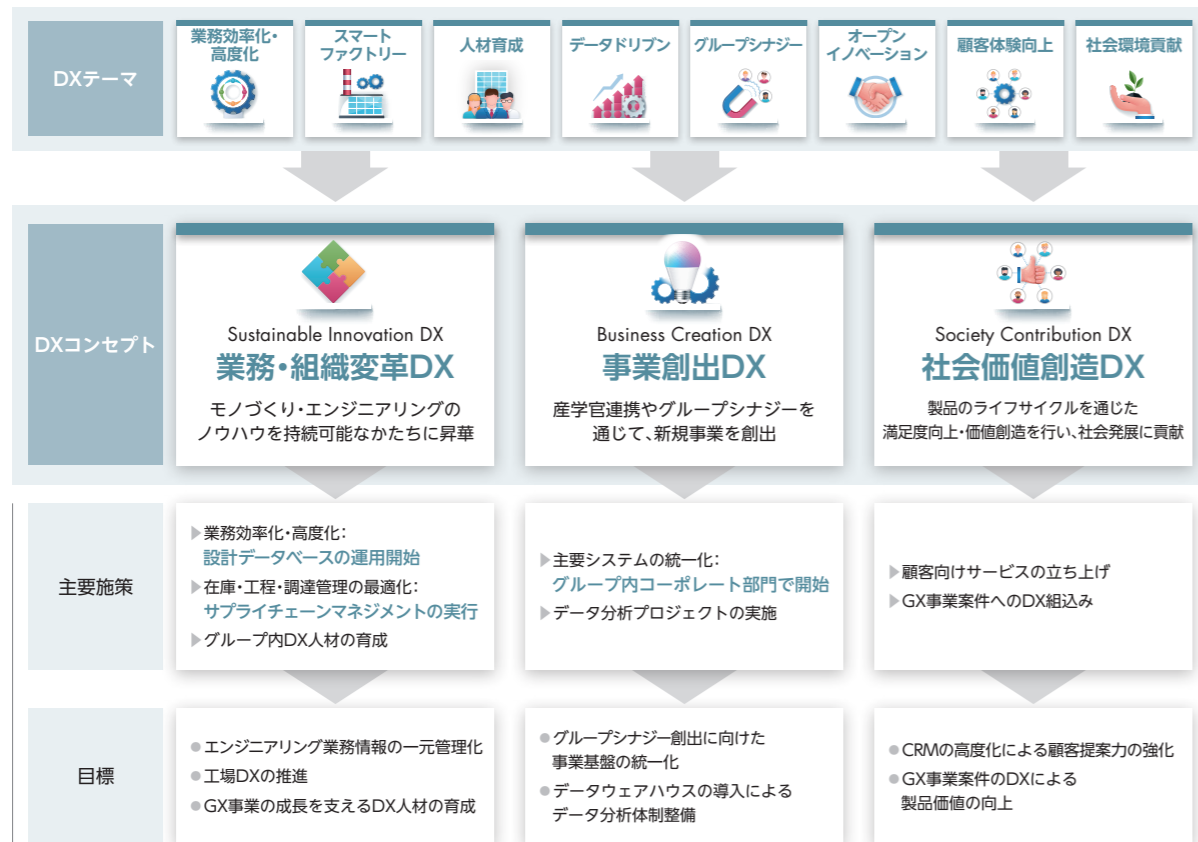 DXテーマ
業務効率化・
高度化
スマート
ファクトリー
人材育成
データドリブン
グループシナジー
オープン
イノベーション
顧客体験向上
社会環境貢献
DXコンセプト
Sustainable Innovation DX
業務・組織変革DX
モノづくり・エンジニアリングの
ノウハウを持続可能なかたちに昇華
Business Creation DX
事業創出DX
産学官連携やグループシナジーを
通じて、新規事業を創出
Society Contribution DX
社会価値創造DX
製品のライフサイクルを通じた
満足度向上・価値創造を行い、社会発展に貢献
主要施策
▶業務効率化・高度化：
設計データベースの運用開始
▶在庫・工程・調達管理の最適化：
サプライチェーンマネジメントの実行
▶グループ内DX人材の育成
▶主要システムの統一化：
グループ内コーポレート部門で開始
▶データ分析プロジェクトの実施
▶顧客向けサービスの立ち上げ
▶GX事業案件へのDX組込み
目標
●エンジニアリング業務情報の一元管理化
●工場DXの推進
●GX事業の成長を支えるDX人材の育成
●グループシナジー創出に向けた
事業基盤の統一化
●データウェアハウスの導入による
データ分析体制整備
●CRMの高度化による顧客提案力の強化
●GX事業案件のDXによる
製品価値の向上